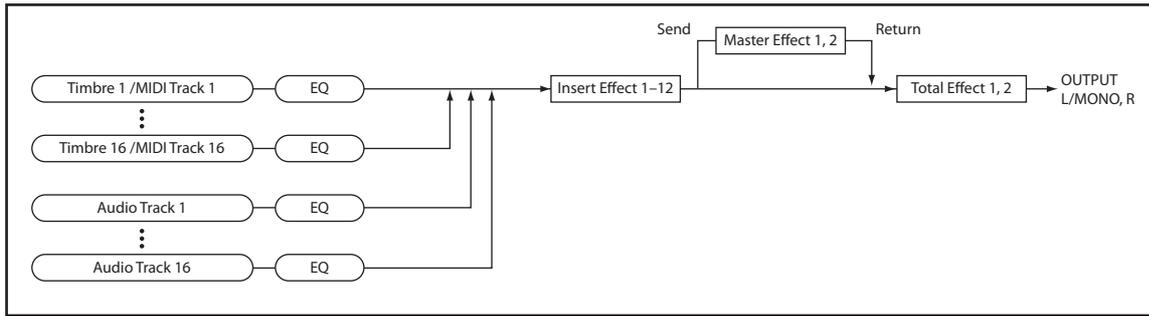 Send
Master Effect 1, 2
Return
Timbre 1 /MIDI Track 1
EQ
Insert Effect 1–12
Total Effect 1, 2
OUTPUT
L/MONO, R
Timbre 16 /MIDI Track 16
EQ
Audio Track 1
EQ
Audio Track 16
EQ